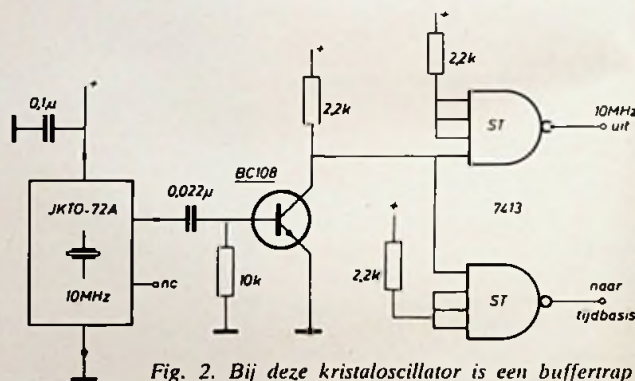 +
+
+
0,1µ
2,2k
2,2k
ST
10MHz
uit
BC108
JKTO-72A
0,022µ
7413
+
10MHz
nc
10k
2,2k
ST
naar
tijdbasis
Fig. 2. Bij deze kristaloscillator is een buffertrap